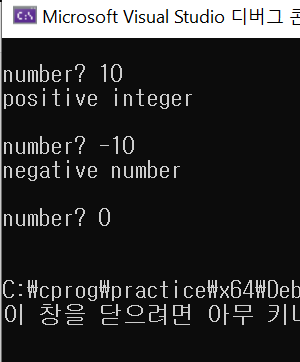 C:\ Microsoft Visual Studio 디버그 콘
number? 10
positive integer
number? -10
negative number
number? 0
C:₩cprog₩practice₩x64₩Deb
이 창을 닫으려면 아무 키나